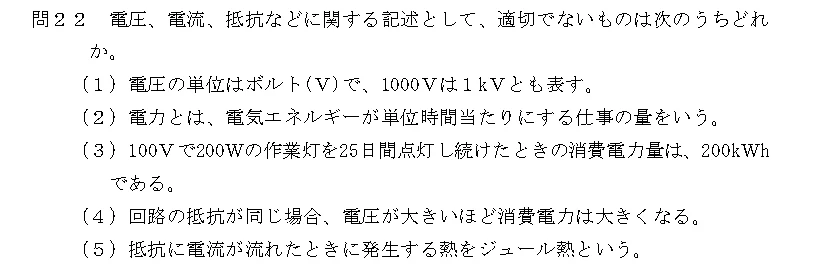 問２２　電圧、電流、抵抗などに関する記述として、適切でないものは次のうちどれ
か。
（１）電圧の単位はボルト(Ｖ)で、1000Ｖは１kＶとも表す。
（２）電力とは、電気エネルギーが単位時間当たりにする仕事の量をいう。
（３）100Ｖで200Wの作業灯を25日間点灯し続けたときの消費電力量は、200kWh
である。
（４）回路の抵抗が同じ場合、電圧が大きいほど消費電力は大きくなる。
（５）抵抗に電流が流れたときに発生する熱をジュール熱という。